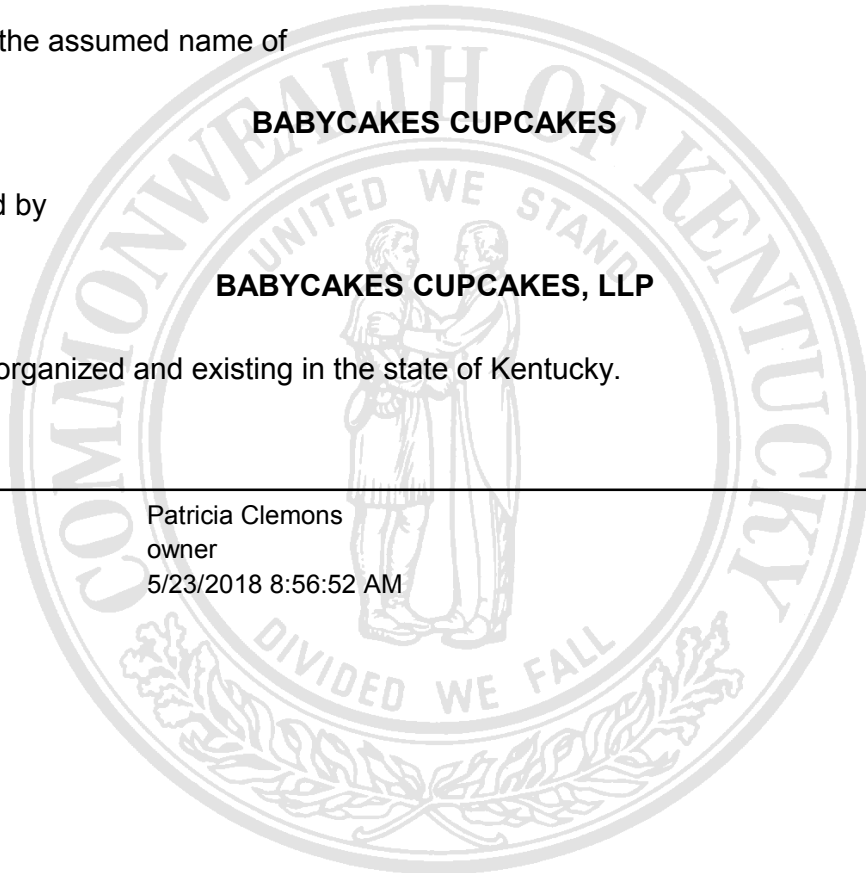 the assumed name of
BABYCAKES CUPCAKES
d by
BABYCAKES CUPCAKES, LLP
organized and existing in the state of Kentucky.
Patricia Clemons
owner
5/23/2018 8:56:52 AM
COMMONWEALTH OF KENTUCKY
UNITED WE STAND
DIVIDED WE FALL